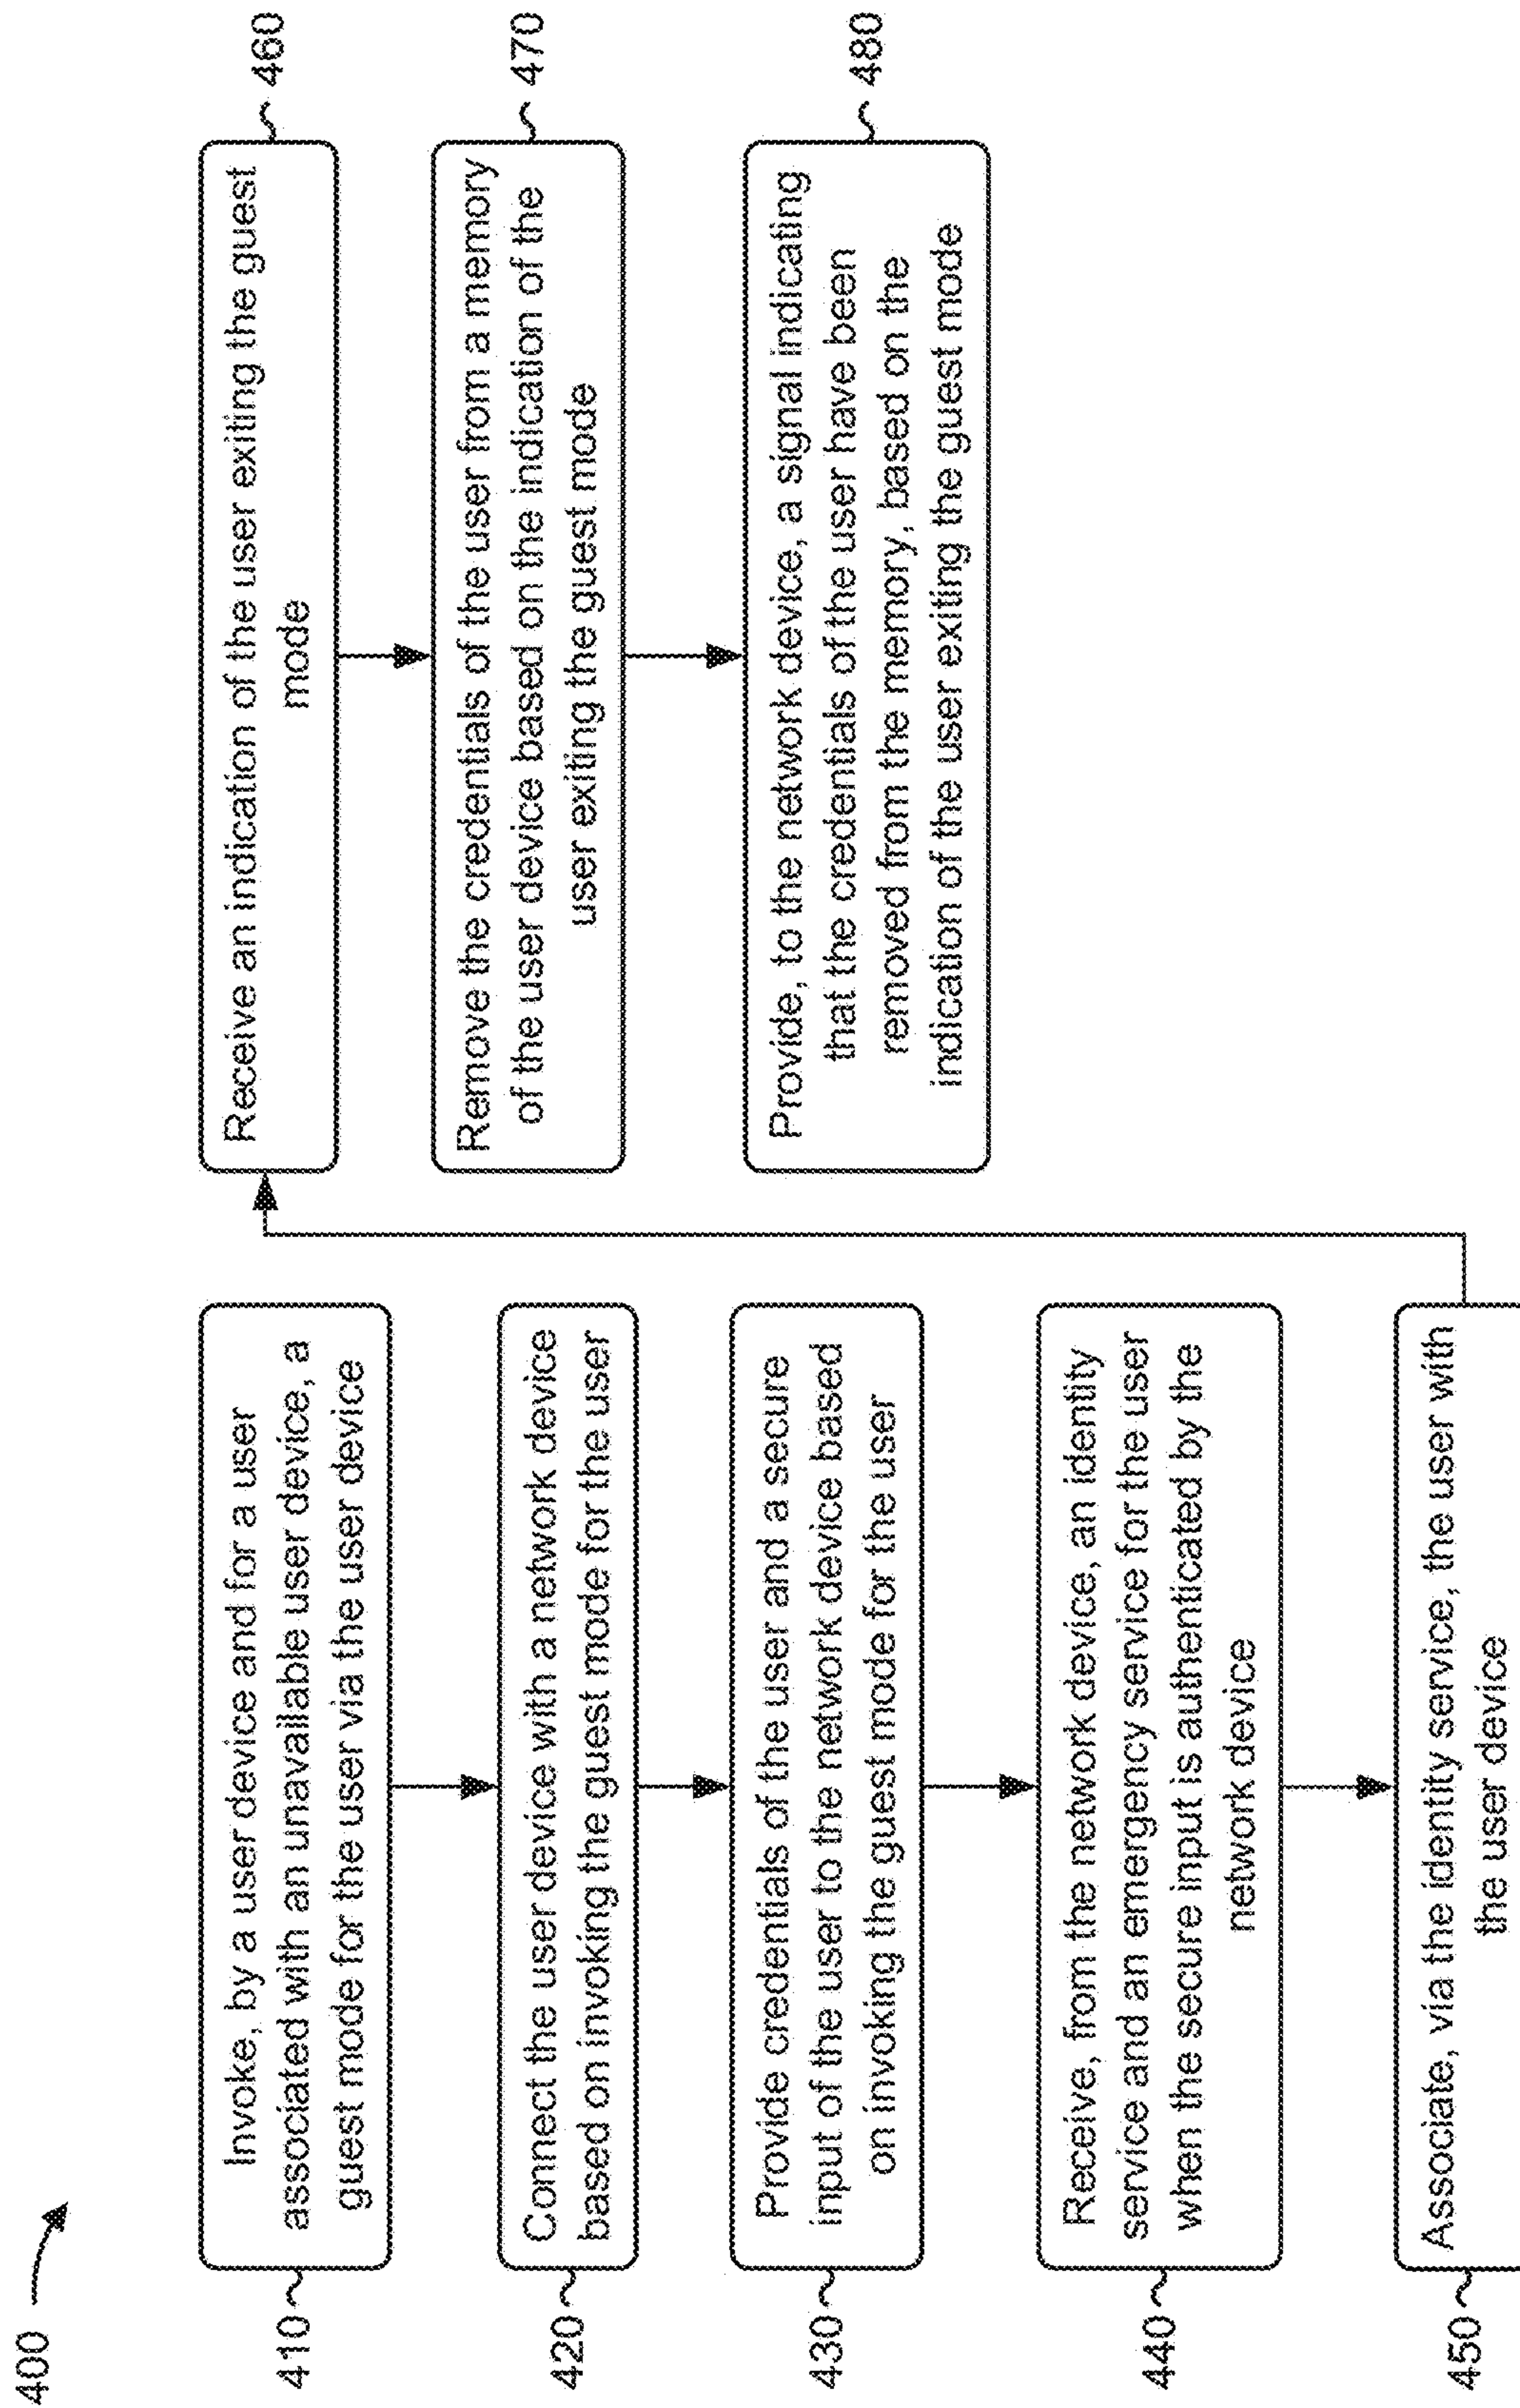 400
410
Invoke, by a user device and for a user
associated with an unavailable user device, a
guest mode for the user via the user device
420
Connect the user device with a network device
based on invoking the guest mode for the user
430
Provide credentials of the user and a secure
input of the user to the network device based
on invoking the guest mode for the user
440
Receive, from the network device, an identity
service and an emergency service for the user
when the secure input is authenticated by the
network device
450
Associate, via the identity service, the user with
the user device
460
Receive an indication of the user exiting the guest
mode
470
Remove the credentials of the user from a memory
of the user device based on the indication of the
user exiting the guest mode
480
Provide, to the network device, a signal indicating
that the credentials of the user have been
removed from the memory, based on the
indication of the user exiting the guest mode